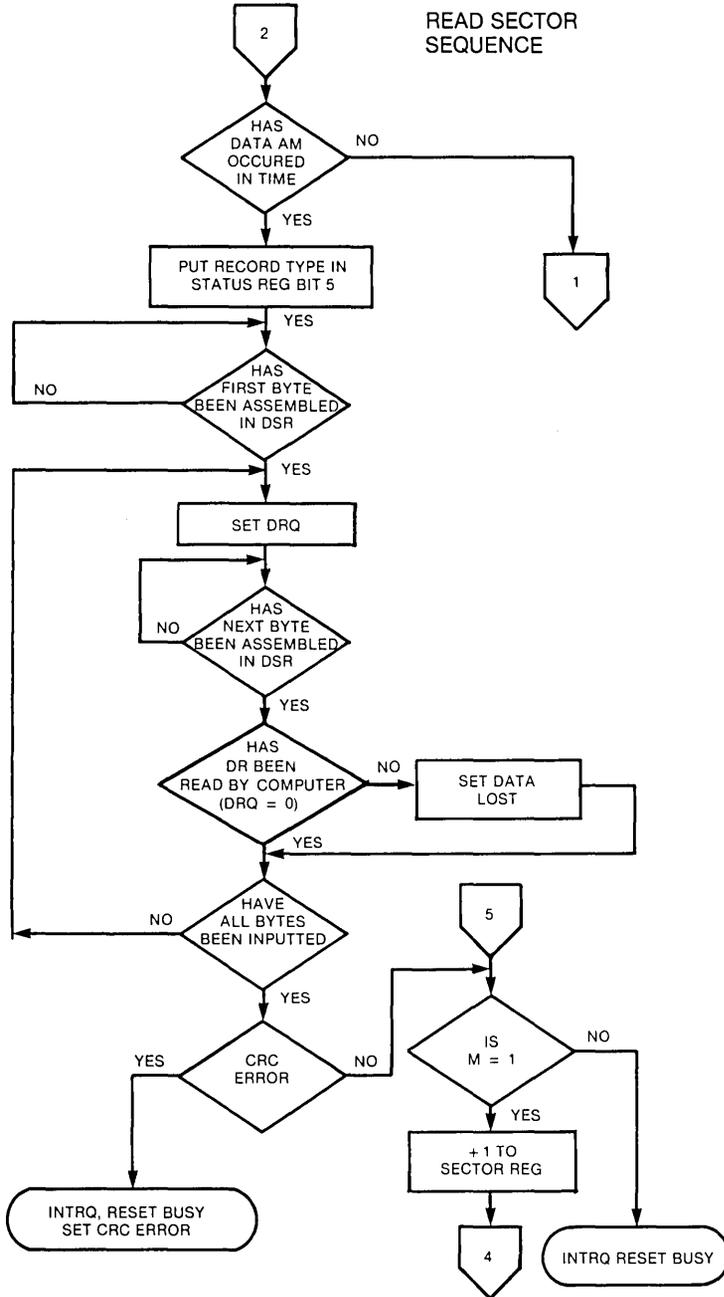 READ SECTOR
SEQUENCE
2
HAS
DATA AM
OCCURED
IN TIME
NO
YES
PUT RECORD TYPE IN
STATUS REG BIT 5
1
YES
HAS
FIRST BYTE
BEEN ASSEMBLED
IN DSR
NO
YES
SET DRQ
HAS
NEXT BYTE
BEEN ASSEMBLED
IN DSR
NO
YES
HAS
DR BEEN
READ BY COMPUTER
(DRQ = 0)
NO
SET DATA
LOST
YES
HAVE
ALL BYTES
BEEN INPUTTED
NO
YES
5
CRC
ERROR
YES
NO
IS
M = 1
NO
YES
+ 1 TO
SECTOR REG
INTRQ, RESET BUSY
SET CRC ERROR
4
INTRQ RESET BUSY